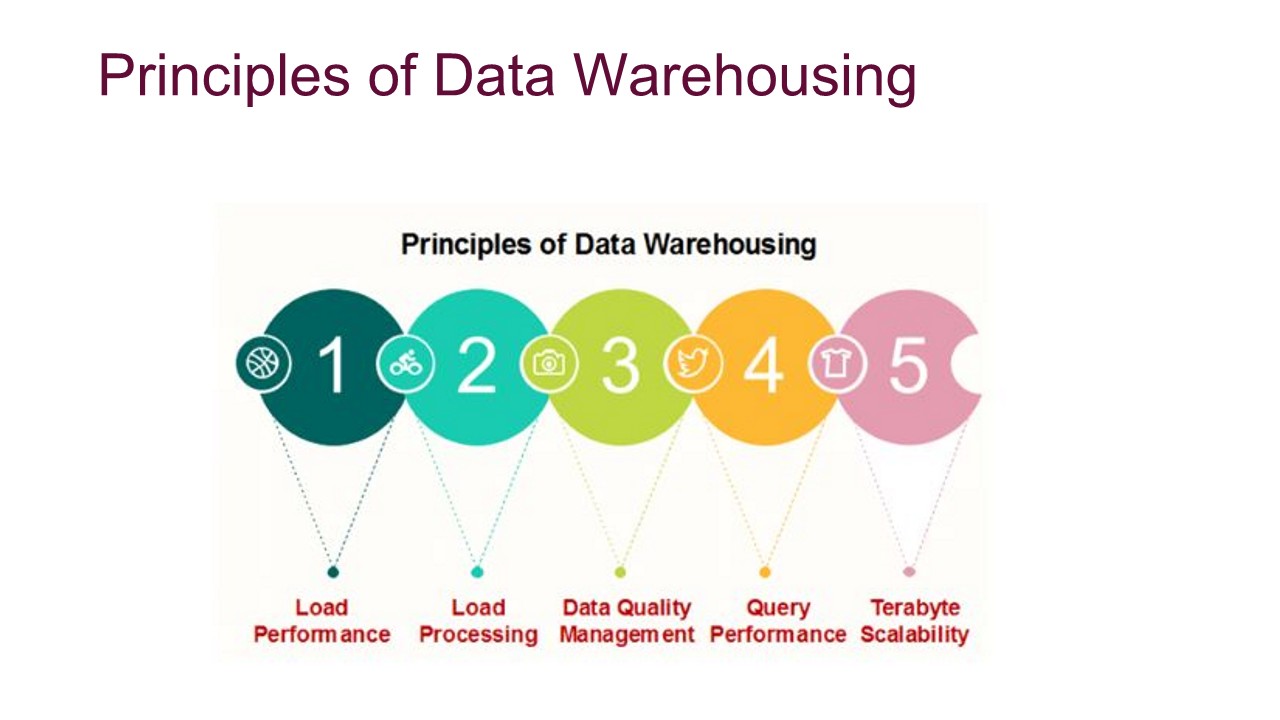 Principles of Data Warehousing
Principles of Data Warehousing
1 2 3 4 5
Load Performance
Load Processing
Data Quality Management
Query Performance
Terabyte Scalability